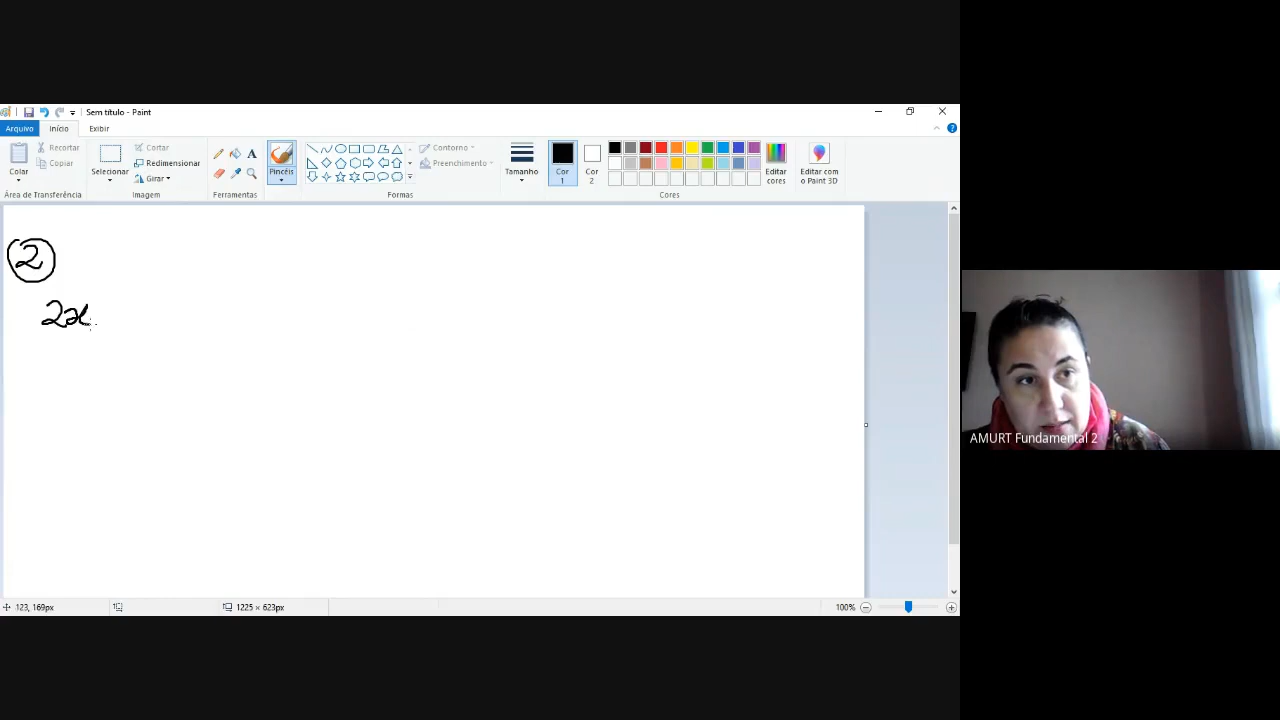 Sem título - Paint
Arquivo Início Exibir
Colar
Recortar
Copiar
Área de Transferência
Selecionar
Cortar
Redimensionar
Girar
Imagem
Ferramentas
Pincéis
Contorno
Preenchimento
Formas
Tamanho
Cor 1
Cor 2
Editar cores
Cores
Editar com o Paint 3D
2
2x
AMURT Fundamental 2
123, 169px
1225 × 623px
100%